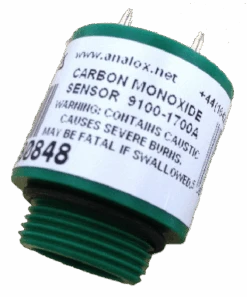 www.analox.net
CARBON MONOXIDE
SENSOR 9100-1700A
WARNING: CONTAINS CAUSTIC
CAUSES SEVERE BURNS.
MAY BE FATAL IF SWALLOWED.
0848